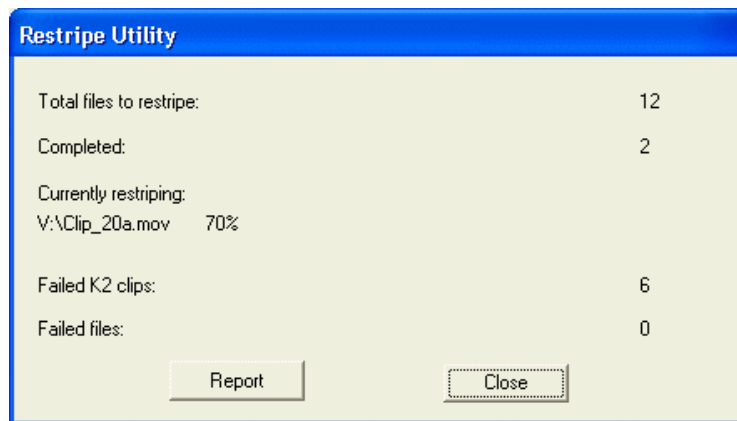 Restripe Utility
Total files to restripe: 12
Completed: 2
Currently restriping:
V:\Clip_20a.mov 70%
Failed K2 clips: 6
Failed files: 0
Report Close